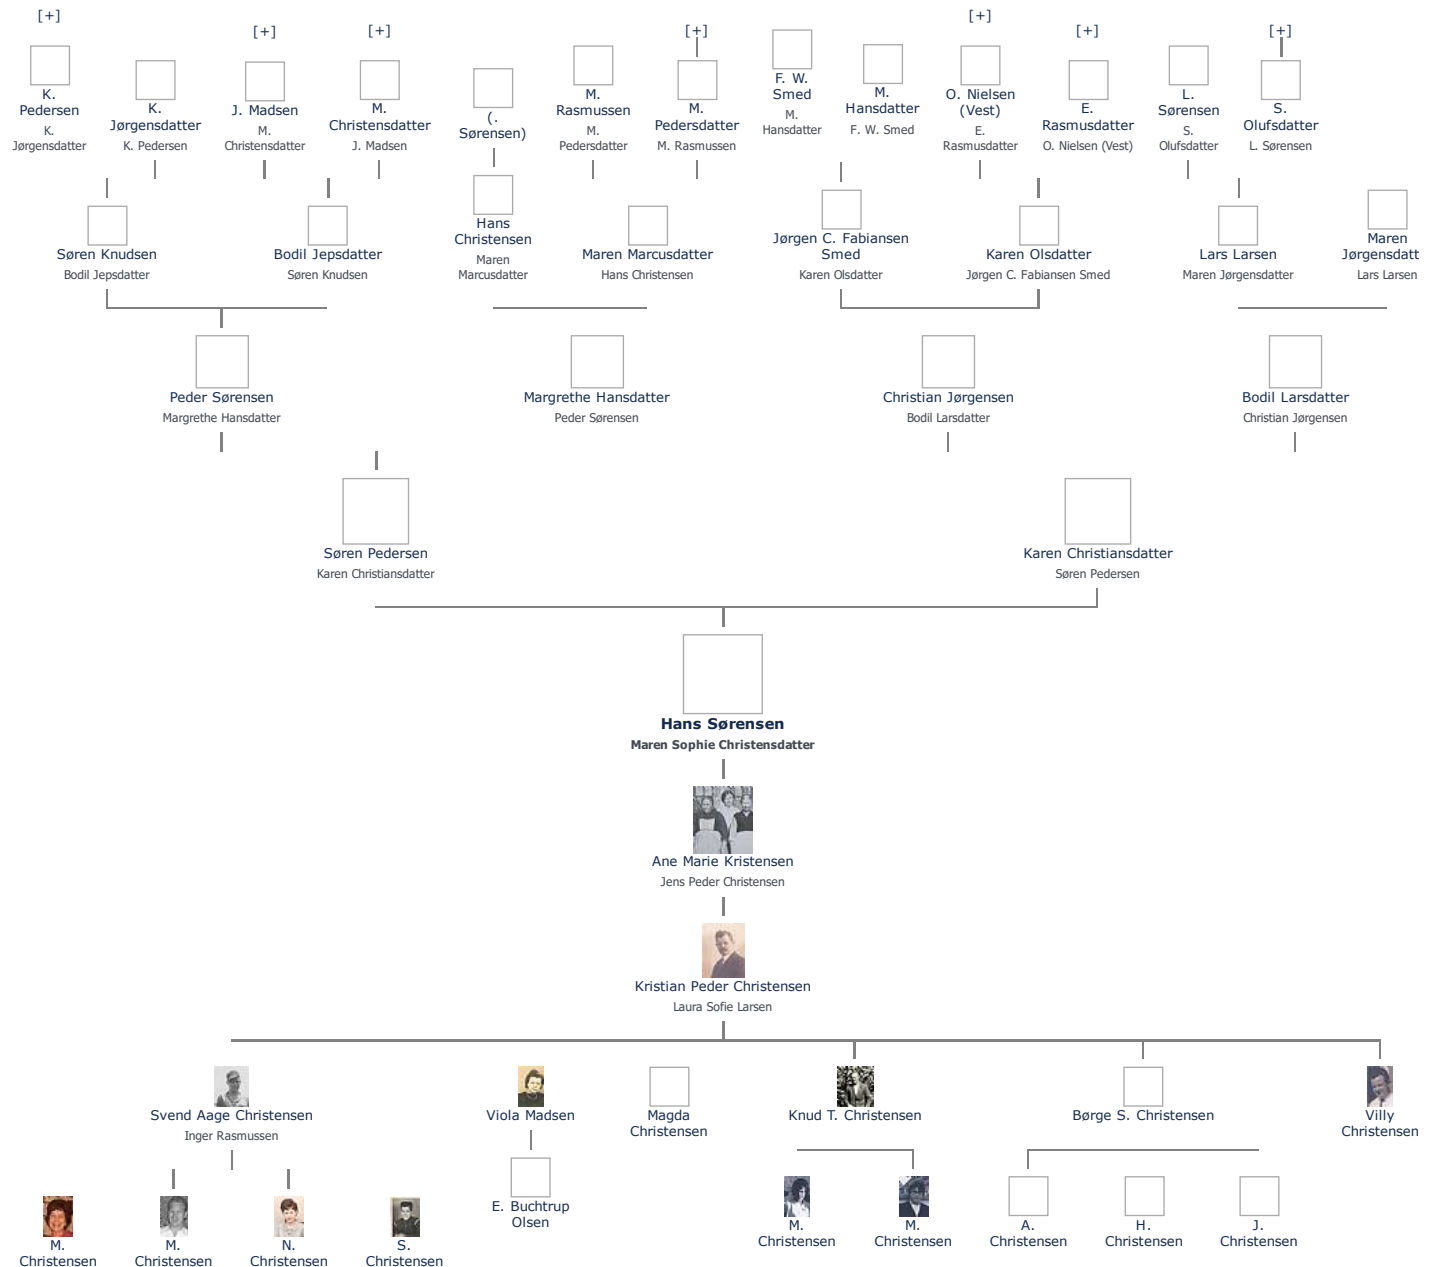 [+]
[+]
[+]
[+]
[+]
[+]
[+]
K.
Pedersen
K.
Jørgensdatter
K.
Jørgensdatter
K. Pedersen
J. Madsen
M.
Christensdatter
M.
Christensdatter
J. Madsen
(.
Sørensen)
M.
Rasmussen
M.
Pedersdatter
M.
Pedersdatter
M. Rasmussen
F. W.
Smed
M.
Hansdatter
M.
Hansdatter
F. W. Smed
O. Nielsen
(Vest)
E.
Rasmusdatter
E.
Rasmusdatter
O. Nielsen (Vest)
L.
Sørensen
S.
Olufsdatter
S.
Olufsdatter
L. Sørensen
Søren Knudsen
Bodil Jepsdatter
Bodil Jepsdatter
Søren Knudsen
Hans
Christensen
Maren
Marcusdatter
Maren Marcusdatter
Hans Christensen
Jørgen C. Fabiansen
Smed
Karen Olsdatter
Karen Olsdatter
Jørgen C. Fabiansen Smed
Lars Larsen
Maren Jørgensdatter
Maren
Jørgensdatt
Lars Larsen
Peder Sørensen
Margrethe Hansdatter
Margrethe Hansdatter
Peder Sørensen
Christian Jørgensen
Bodil Larsdatter
Bodil Larsdatter
Christian Jørgensen
Søren Pedersen
Karen Christiansdatter
Karen Christiansdatter
Søren Pedersen
Hans Sørensen
Maren Sophie Christensdatter
Ane Marie Kristensen
Jens Peder Christensen
Kristian Peder Christensen
Laura Sofie Larsen
Svend Aage Christensen
Inger Rasmussen
Viola Madsen
Magda
Christensen
Knud T. Christensen
Børge S. Christensen
Villy
Christensen
M.
Christensen
M.
Christensen
N.
Christensen
S.
Christensen
E. Buchtrup
Olsen
M.
Christensen
M.
Christensen
A.
Christensen
H.
Christensen
J.
Christensen